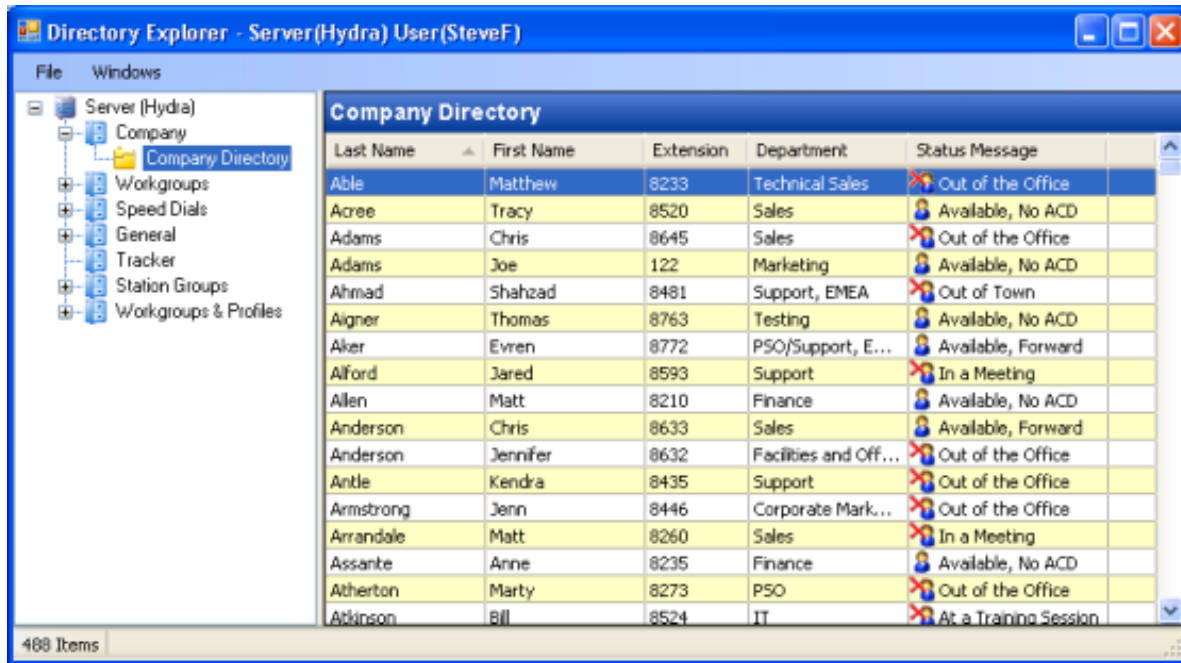 Directory Explorer - Server(Hydra) User(SteveF)
File Windows
Server (Hydra)
Company
Company Directory
Workgroups
Speed Dials
General
Tracker
Station Groups
Workgroups & Profiles
Company Directory
Last Name First Name Extension Department Status Message
Able Matthew 8233 Technical Sales Out of the Office
Acree Tracy 8520 Sales Available, No ACD
Adams Chris 8645 Sales Out of the Office
Adams Joe 122 Marketing Available, No ACD
Ahmad Shahzad 8481 Support, EMEA Out of Town
Aigner Thomas 8763 Testing Available, No ACD
Aker Evren 8772 PSO/Support, E... Available, Forward
Alford Jared 8593 Support In a Meeting
Allen Matt 8210 Finance Available, No ACD
Anderson Chris 8633 Sales Available, Forward
Anderson Jennifer 8632 Facilities and Off... Out of the Office
Antle Kendra 8435 Support Out of the Office
Armstrong Jenn 8446 Corporate Mark... Out of the Office
Arrandale Matt 8260 Sales In a Meeting
Assante Anne 8235 Finance Available, No ACD
Atherton Marty 8273 PSO Out of the Office
Atkinson Bill 8524 IT At a Training Session
488 Items